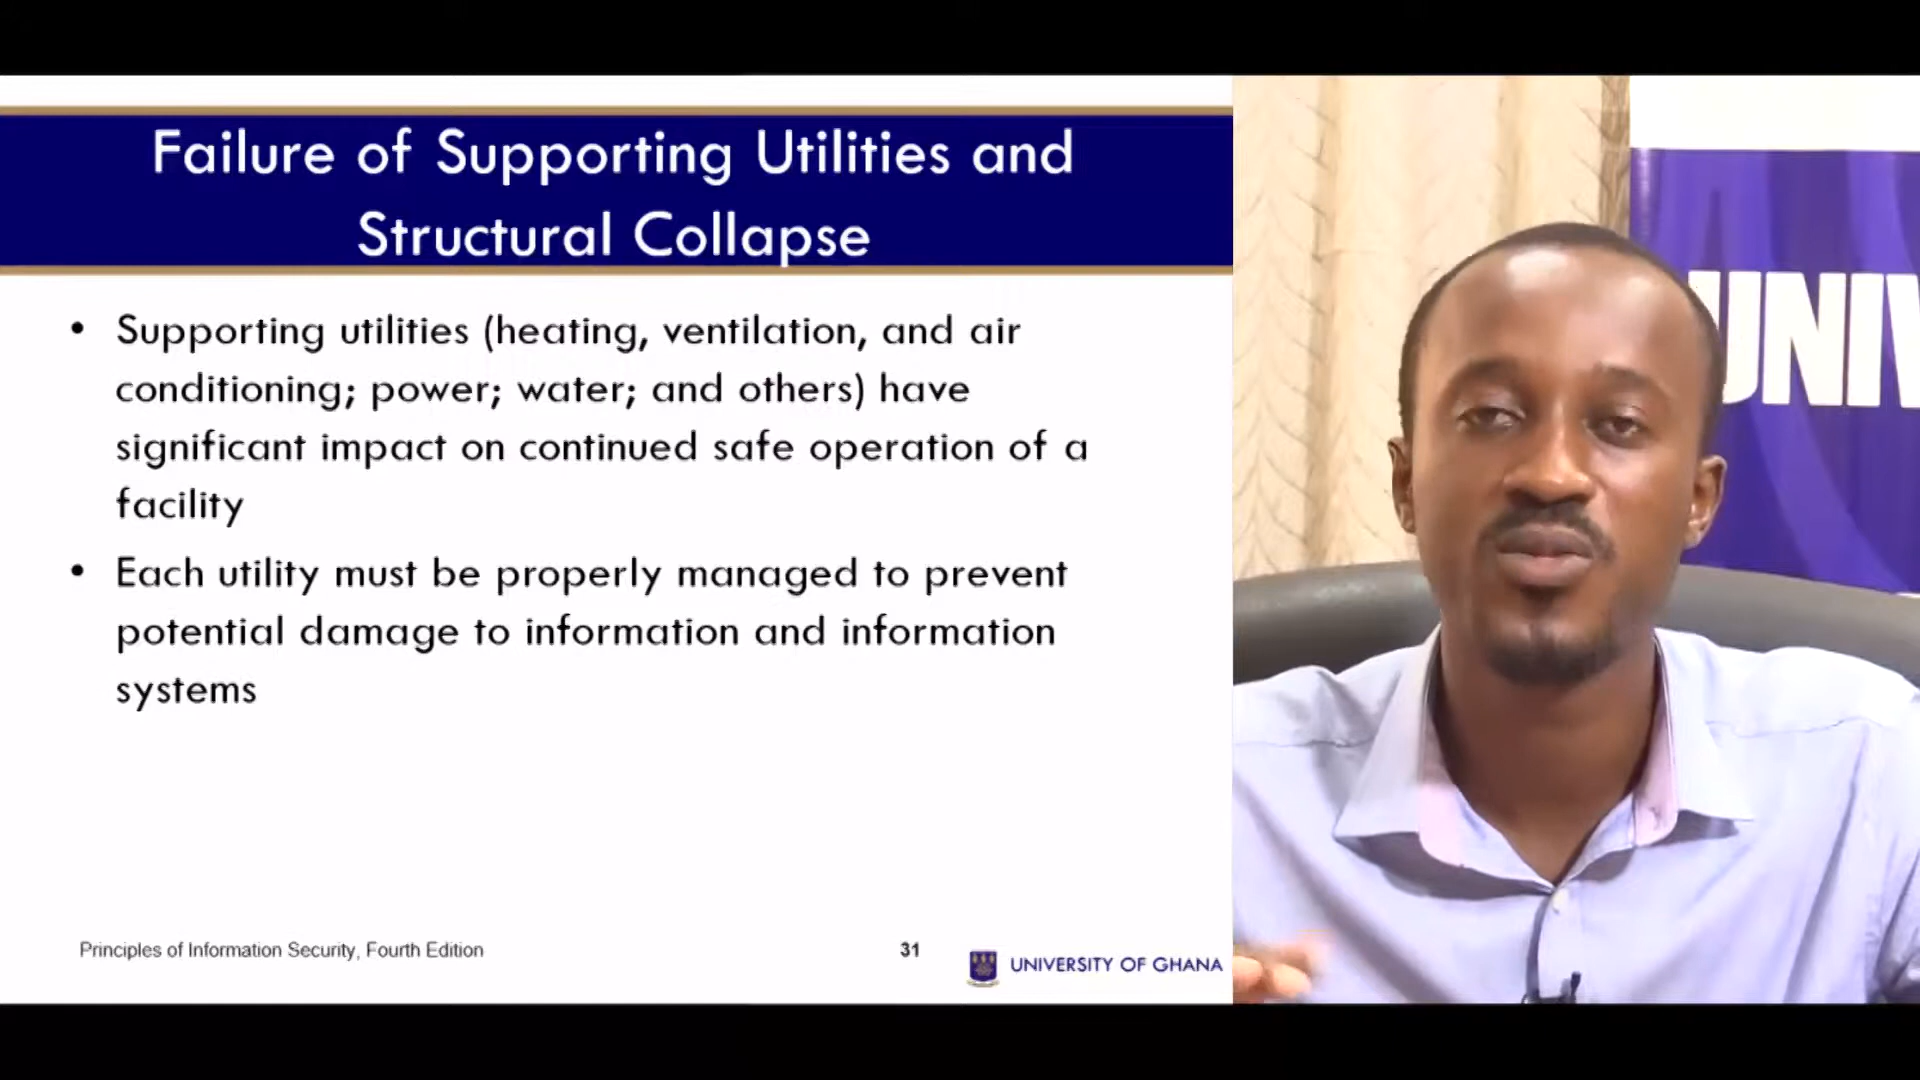 Failure of Supporting Utilities and
Structural Collapse
• Supporting utilities (heating, ventilation, and air
conditioning; power; water; and others) have
significant impact on continued safe operation of a
facility
• Each utility must be properly managed to prevent
potential damage to information and information
systems
Principles of Information Security, Fourth Edition
31
UNIVERSITY OF GHANA
UNIV